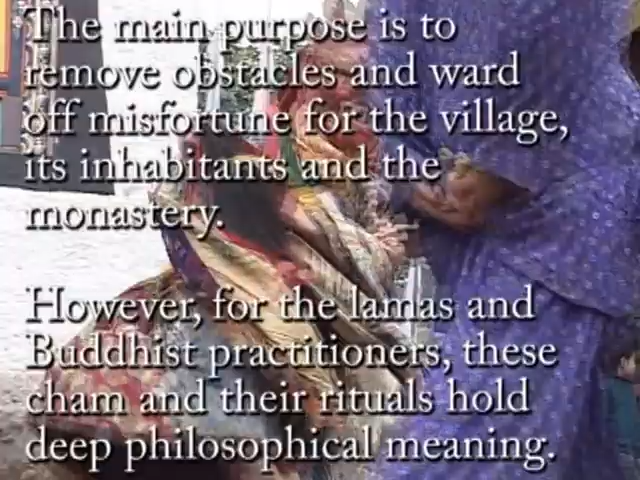 The main purpose is to
remove obstacles and ward
off misfortune for the village,
its inhabitants and the
monastery.
However, for the lamas and
Buddhist practitioners, these
cham and their rituals hold
deep philosophical meaning.